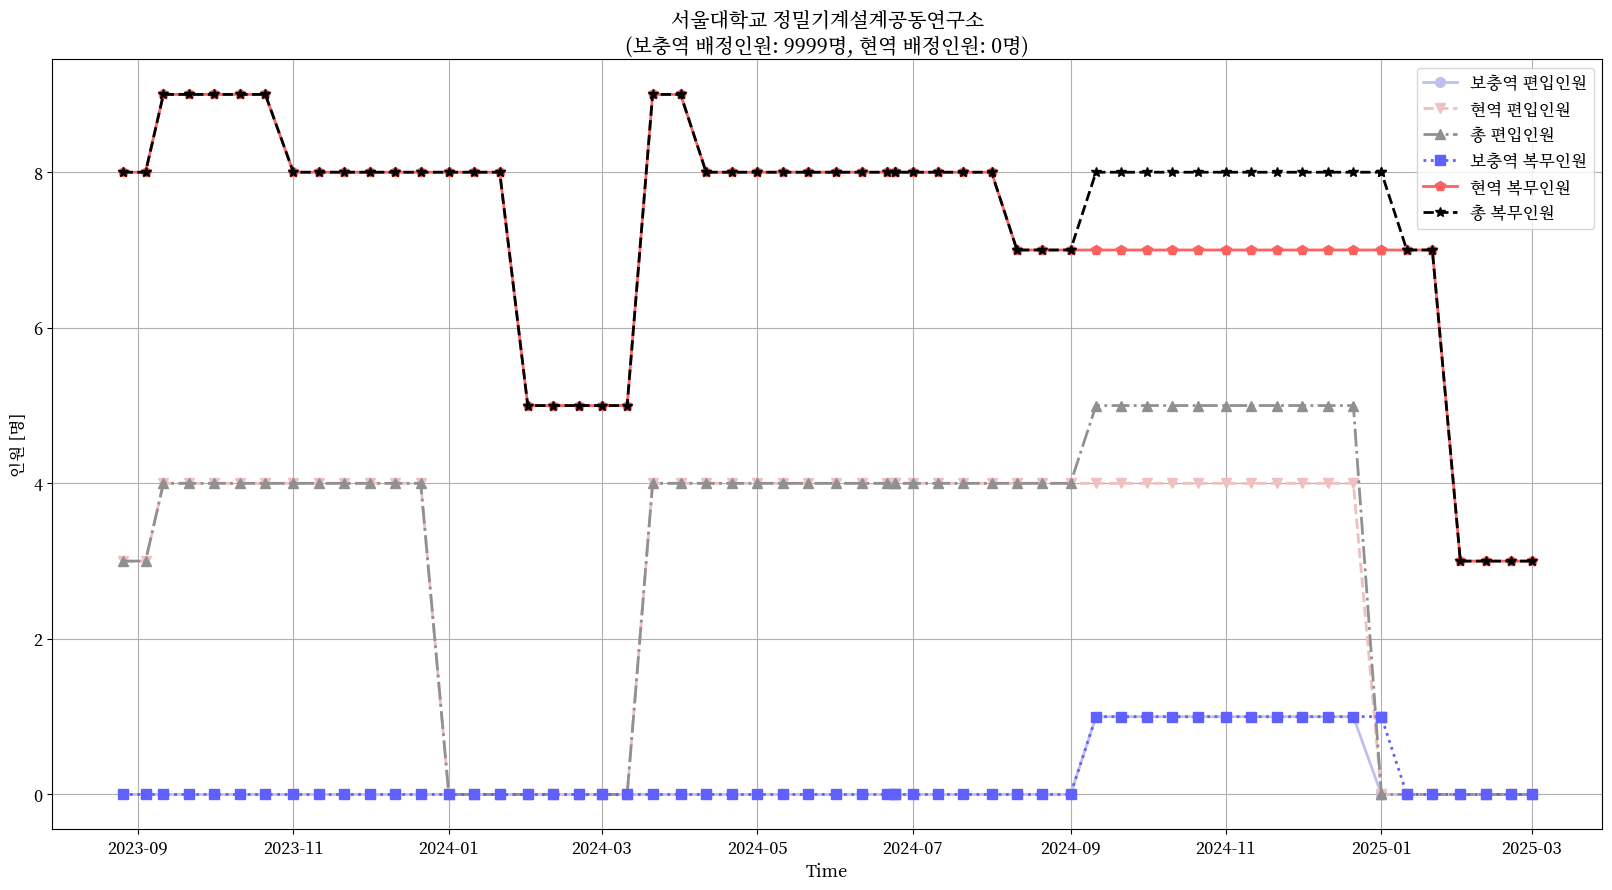 서울대학교 정밀기계설계공동연구소
(보충역 배정인원: 9999명, 현역 배정인원: 0명)
보충역 편입인원
현역 편입인원
총 편입인원
보충역 복무인원
현역 복무인원
총 복무인원
인원 [명]
8
6
4
2
0
2023-09 2023-11 2024-01 2024-03 2024-05 2024-07 2024-09 2024-11 2025-01 2025-03
Time